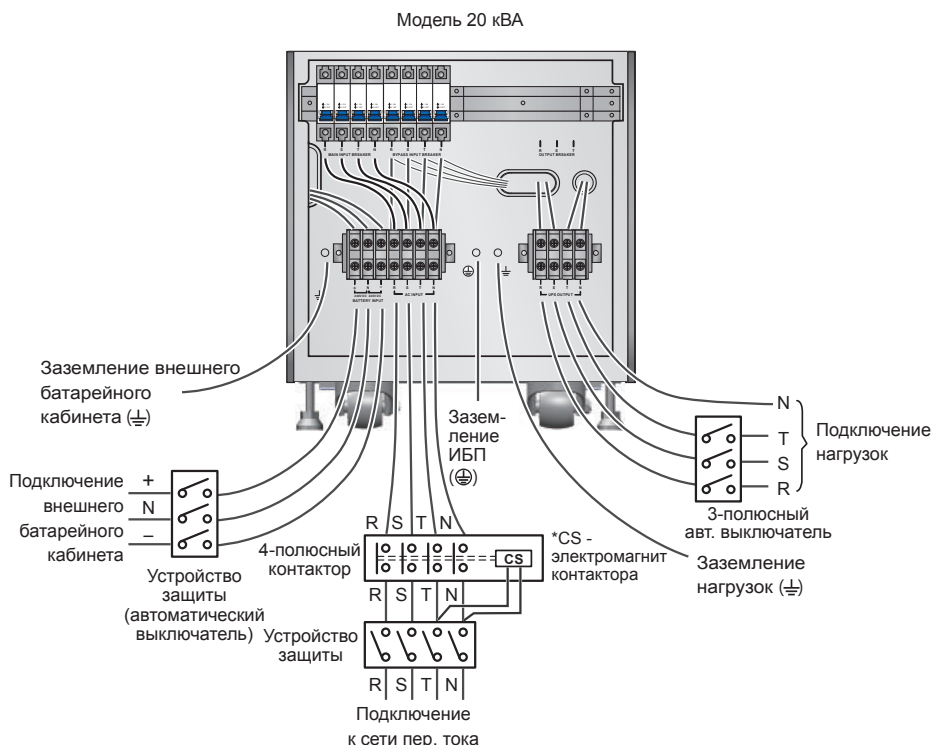 Модель 20 кВА
R S T N R S T N
MAIN INPUT BREAKER BYPASS INPUT BREAKER
R S T
OUTPUT BREAKER
R S T N
BATTERY INPUT
AC INPUT
R S T N
UPS OUTPUT
Заземление внешнего
батарейного
кабинета (⏚)
Зазем-
ление
ИБП
(⏚)
N
T
S
R
Подключение
нагрузок
3-полюсный
авт. выключатель
Заземление
нагрузок (⏚)
Подключение
внешнего
батарейного
кабинета
+
N
–
Устройство
защиты
(автоматический
выключатель)
R S T N
4-полюсный
контактор
CS
*CS -
электромагнит
контактора
R S T N
Устройство
защиты
R S T N
Подключение
к сети пер. тока